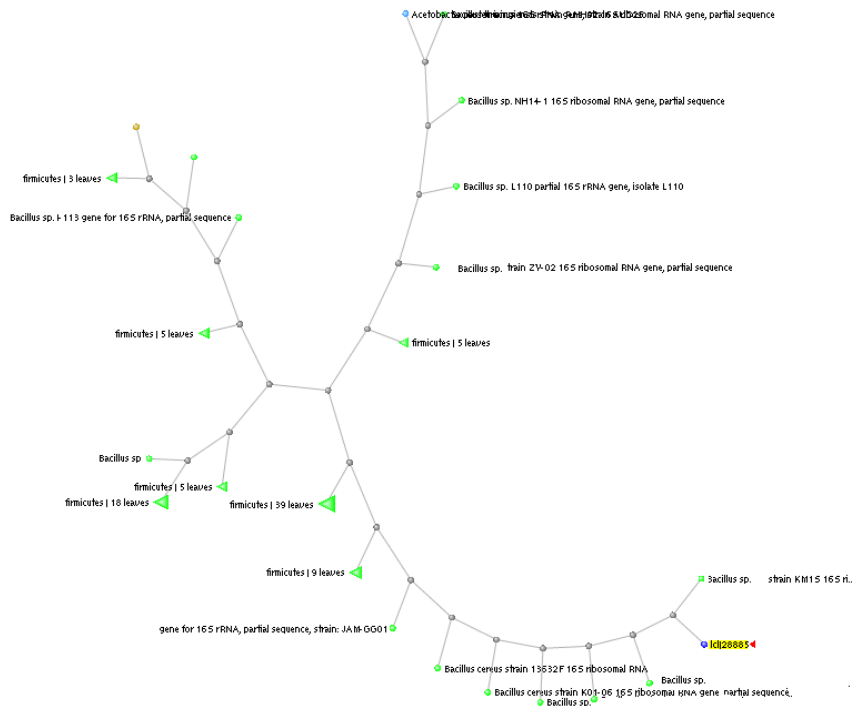 Bacillus sp. NH14-1 16S ribosomal RNA gene, partial sequence
firmicutes | 3 leaves
Bacillus sp. L110 partial 16S rRNA gene, isolate L110
Bacillus sp. I-113 gene for 16S rRNA, partial sequence
Bacillus sp. train ZV-02 16S ribosomal RNA gene, partial sequence
firmicutes | 5 leaves
firmicutes | 5 leaves
Bacillus sp
firmicutes | 5 leaves
firmicutes | 18 leaves
firmicutes | 39 leaves
firmicutes | 9 leaves
Bacillus sp. strain KM15 16S ri...
gene for 16S rRNA, partial sequence, strain: JAM-GG01
lcl|28885
Bacillus cereus strain 13632F 16S ribosomal RNA
Bacillus sp.
Bacillus cereus strain K01-06 16S ribosomal RNA gene partial sequence,
Bacillus sp.